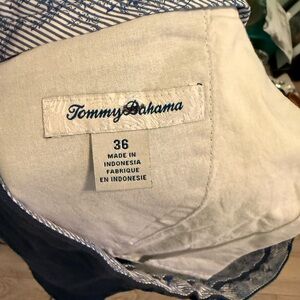 Tommy Bahama
36
MADE IN
INDONESIA
FABRIQUE
EN INDONESIE